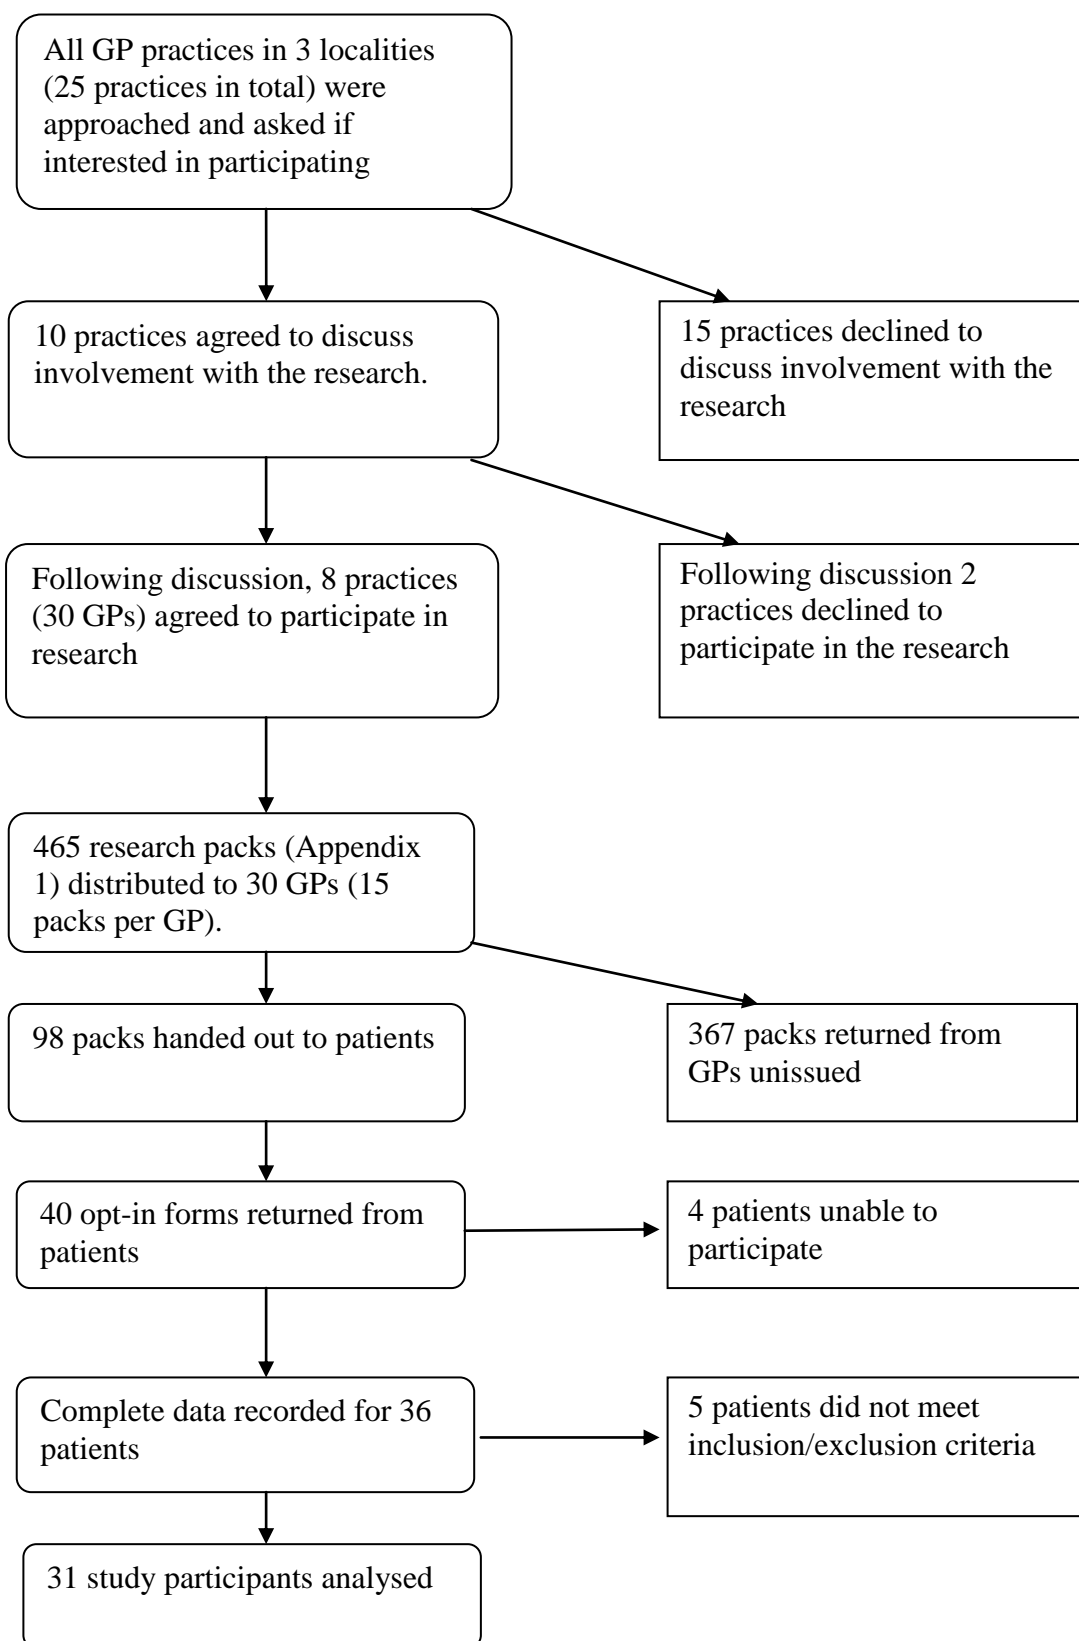 All GP practices in 3 localities
(25 practices in total) were
approached and asked if
interested in participating
10 practices agreed to discuss
involvement with the research.
15 practices declined to
discuss involvement with the
research
Following discussion, 8 practices
(30 GPs) agreed to participate in
research
Following discussion 2
practices declined to
participate in the research
465 research packs (Appendix
1) distributed to 30 GPs (15
packs per GP).
98 packs handed out to patients
367 packs returned from
GPs unissued
40 opt-in forms returned from
patients
4 patients unable to
participate
Complete data recorded for 36
patients
5 patients did not meet
inclusion/exclusion criteria
31 study participants analysed